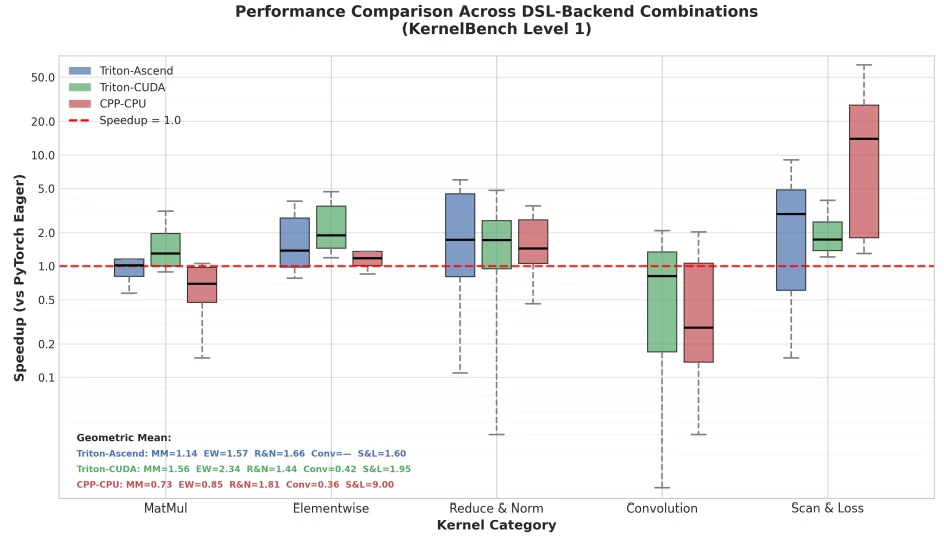 Performance Comparison Across DSL-Backend Combinations
(KernelBench Level 1)
Triton-Ascend
Triton-CUDA
CPP-CPU
Speedup = 1.0
Speedup (vs PyTorch Eager)
50.0
20.0
10.0
5.0
2.0
1.0
0.5
0.2
0.1
Geometric Mean:
Triton-Ascend: MM=1.14 EW=1.57 R&N=1.66 Conv=— S&L=1.60
Triton-CUDA: MM=1.56 EW=2.34 R&N=1.44 Conv=0.42 S&L=1.95
CPP-CPU: MM=0.73 EW=0.85 R&N=1.81 Conv=0.36 S&L=9.00
MatMul Elementwise Reduce & Norm Convolution Scan & Loss
Kernel Category